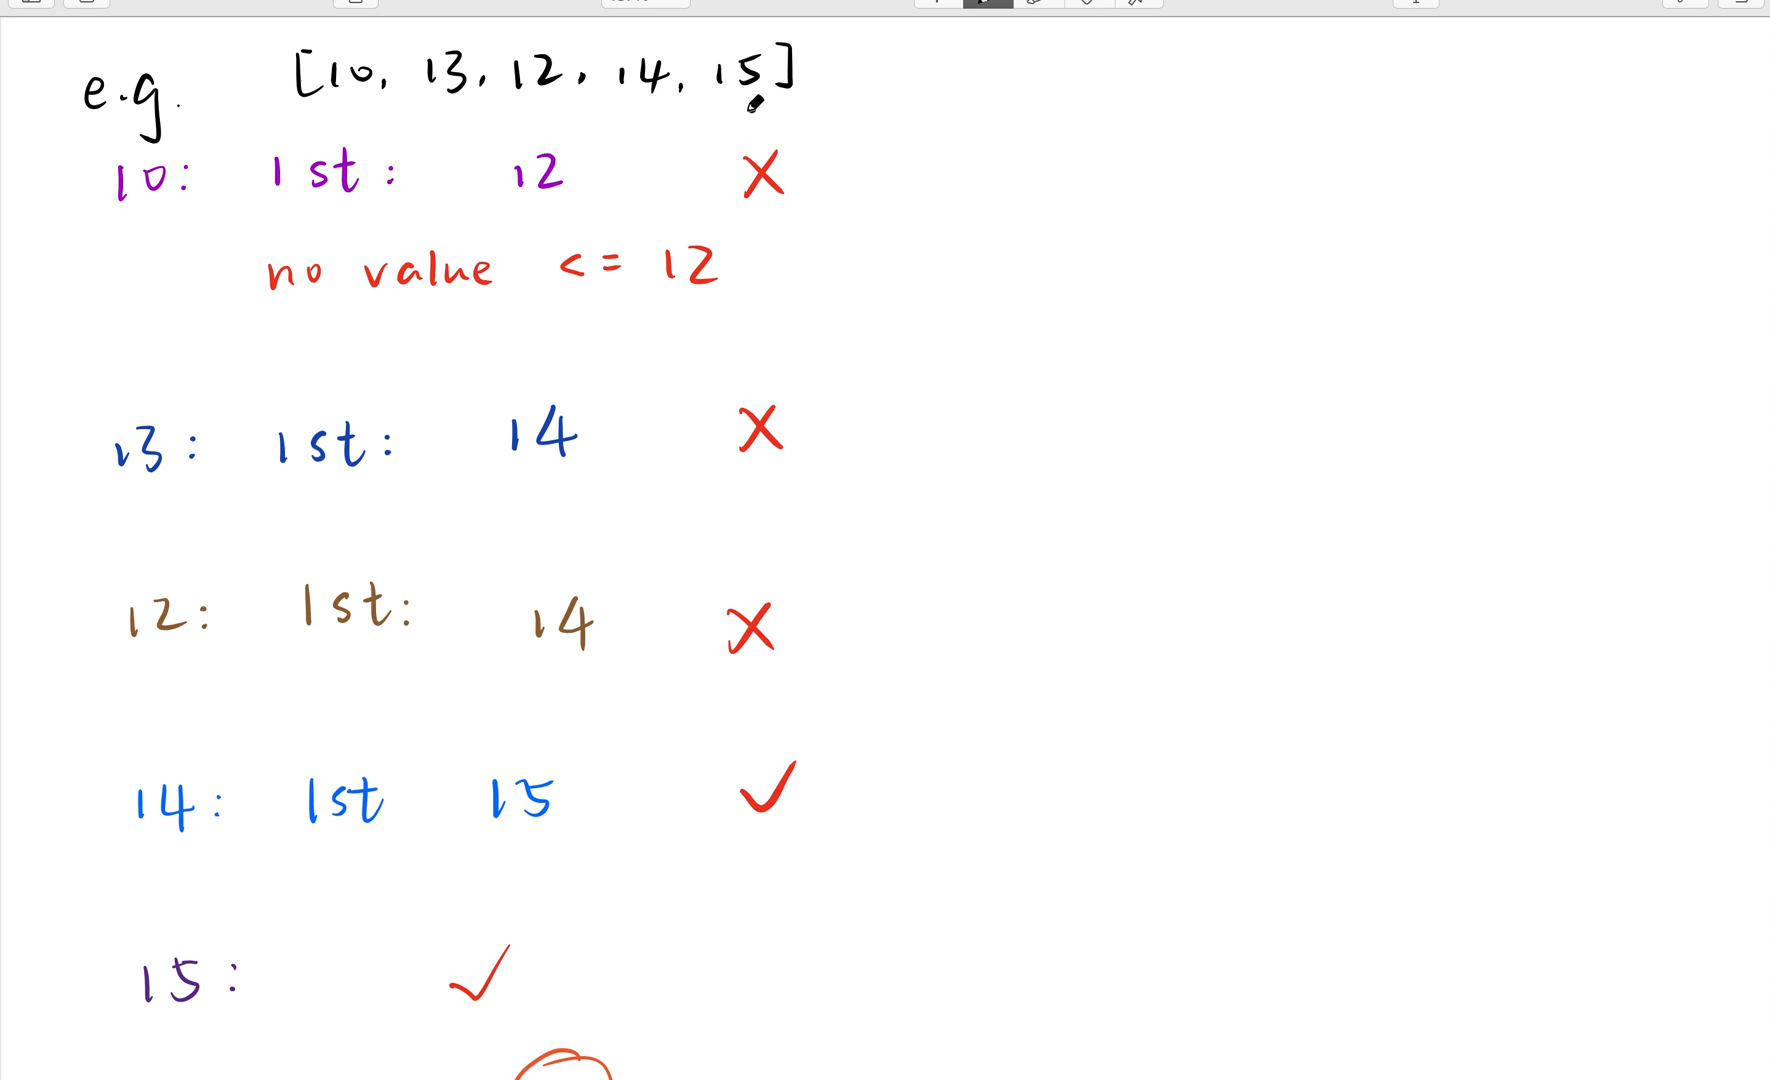 e.g. [10, 13, 12, 14, 15]
10: 1st: 12 X
no value <= 12
13: 1st: 14 X
12: 1st: 14 X
14: 1st 15 ✓
15: ✓